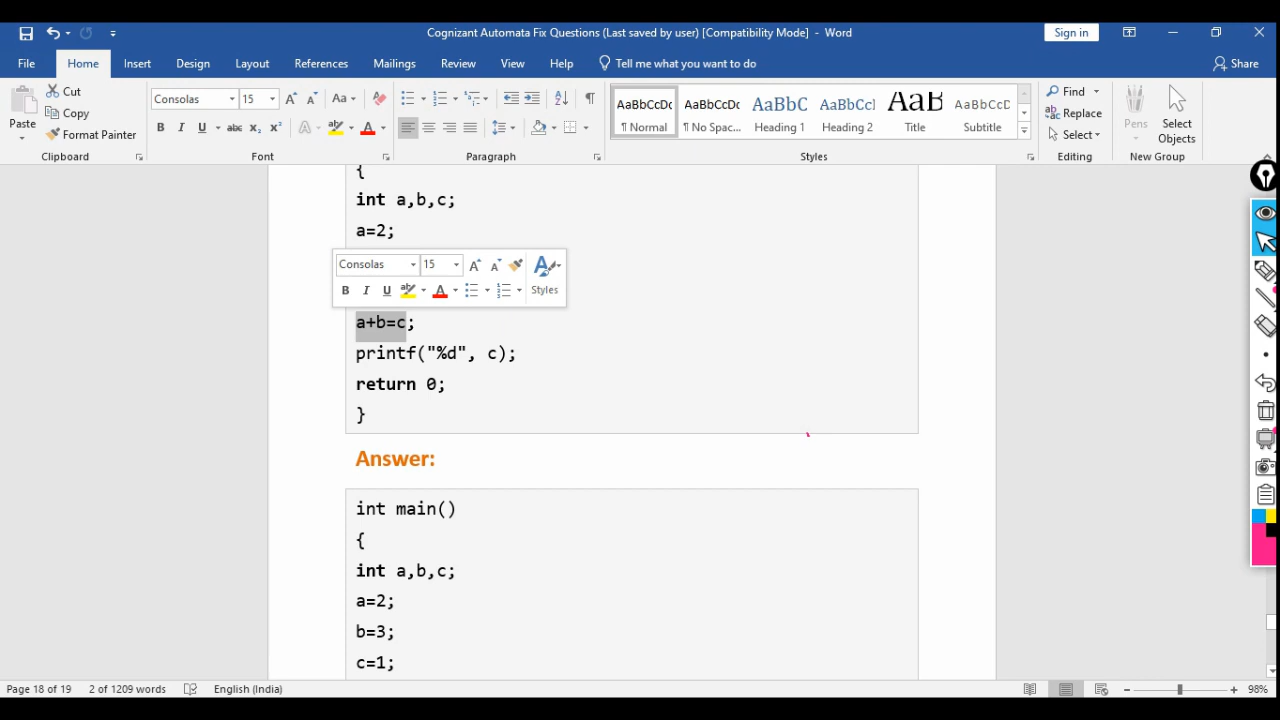 Cognizant Automata Fix Questions (Last saved by user) [Compatibility Mode] - Word
Sign in
File Home Insert Design Layout References Mailings Review View Help Tell me what you want to do Share
Paste
Cut
Copy
Format Painter
Clipboard
Consolas 15
Font
Paragraph
AaBbCcDc ¶ Normal
AaBbCcDc ¶ No Spac...
AaBbC Heading 1
AaBbCcl Heading 2
AaB Title
AaBbCcD Subtitle
Styles
Find
Replace
Select
Editing
Pens
Select Objects
New Group
{
int a,b,c;
a=2;
Consolas 15
B I U Styles
a+b=c;
printf("%d", c);
return 0;
}
Answer:
int main()
{
int a,b,c;
a=2;
b=3;
c=1;
Page 18 of 19 2 of 1209 words English (India) 98%